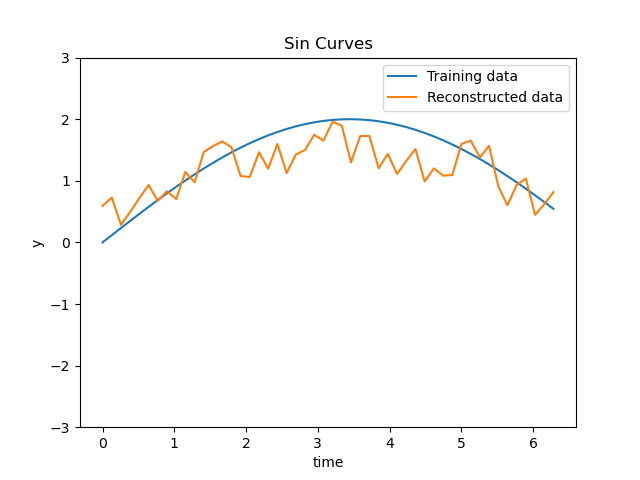 Sin Curves
Training data
Reconstructed data
3
2
1
0
−1
−2
−3
y
0 1 2 3 4 5 6
time